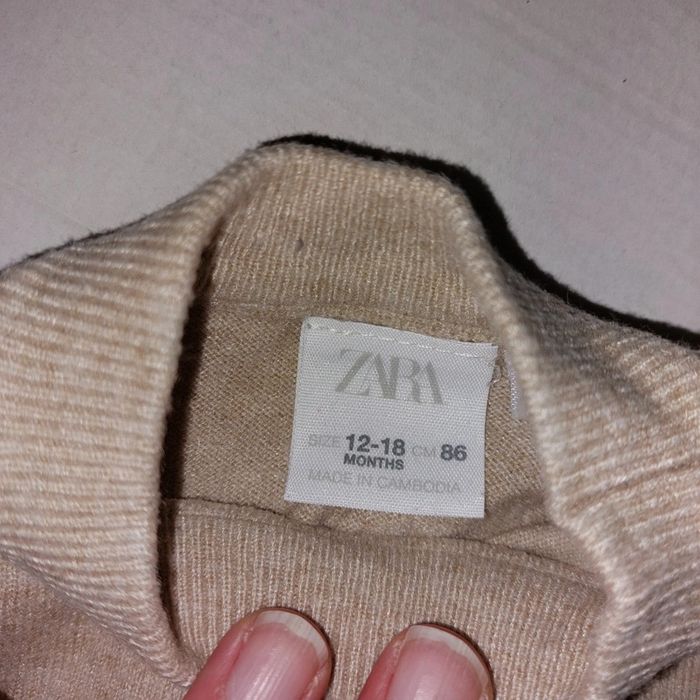 ZARA
SIZE 12-18 CM 86
MONTHS
MADE IN CAMBODIA